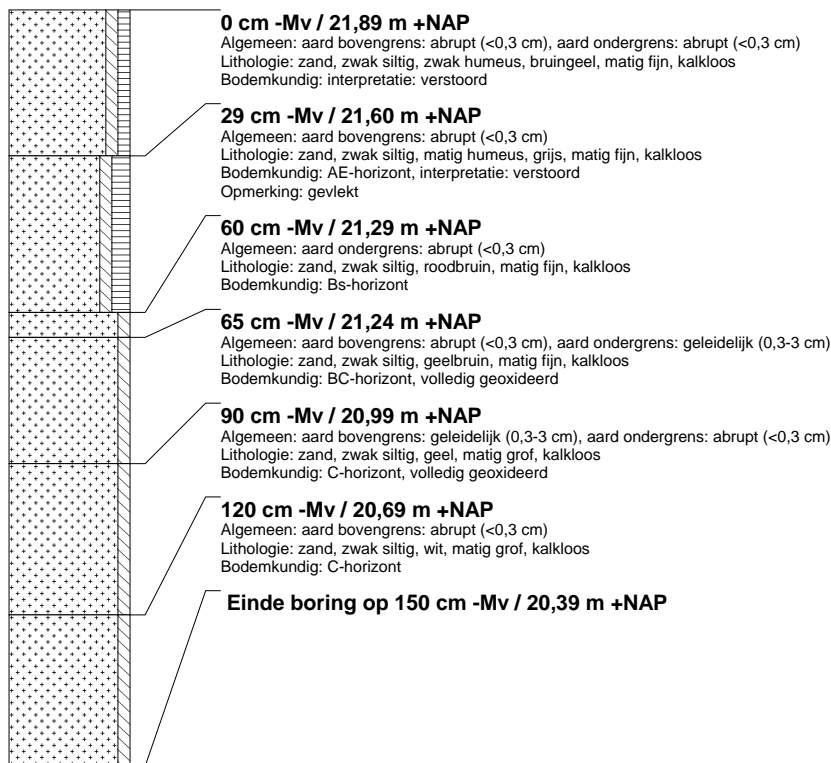 0 cm -Mv / 21,89 m +NAP
Algemeen: aard bovengrens: abrupt (<0,3 cm), aard ondergrens: abrupt (<0,3 cm)
Lithologie: zand, zwak siltig, zwak humeus, bruingeel, matig fijn, kalkloos
Bodemkundig: interpretatie: verstoord
29 cm -Mv / 21,60 m +NAP
Algemeen: aard bovengrens: abrupt (<0,3 cm)
Lithologie: zand, zwak siltig, matig humeus, grijs, matig fijn, kalkloos
Bodemkundig: AE-horizont, interpretatie: verstoord
Opmerking: gevlekt
60 cm -Mv / 21,29 m +NAP
Algemeen: aard ondergrens: abrupt (<0,3 cm)
Lithologie: zand, zwak siltig, roodbruin, matig fijn, kalkloos
Bodemkundig: Bs-horizont
65 cm -Mv / 21,24 m +NAP
Algemeen: aard bovengrens: abrupt (<0,3 cm), aard ondergrens: geleidelijk (0,3-3 cm)
Lithologie: zand, zwak siltig, geelbruin, matig fijn, kalkloos
Bodemkundig: BC-horizont, volledig geoxideerd
90 cm -Mv / 20,99 m +NAP
Algemeen: aard bovengrens: geleidelijk (0,3-3 cm), aard ondergrens: abrupt (<0,3 cm)
Lithologie: zand, zwak siltig, geel, matig grof, kalkloos
Bodemkundig: C-horizont, volledig geoxideerd
120 cm -Mv / 20,69 m +NAP
Algemeen: aard bovengrens: abrupt (<0,3 cm)
Lithologie: zand, zwak siltig, wit, matig grof, kalkloos
Bodemkundig: C-horizont
Einde boring op 150 cm -Mv / 20,39 m +NAP